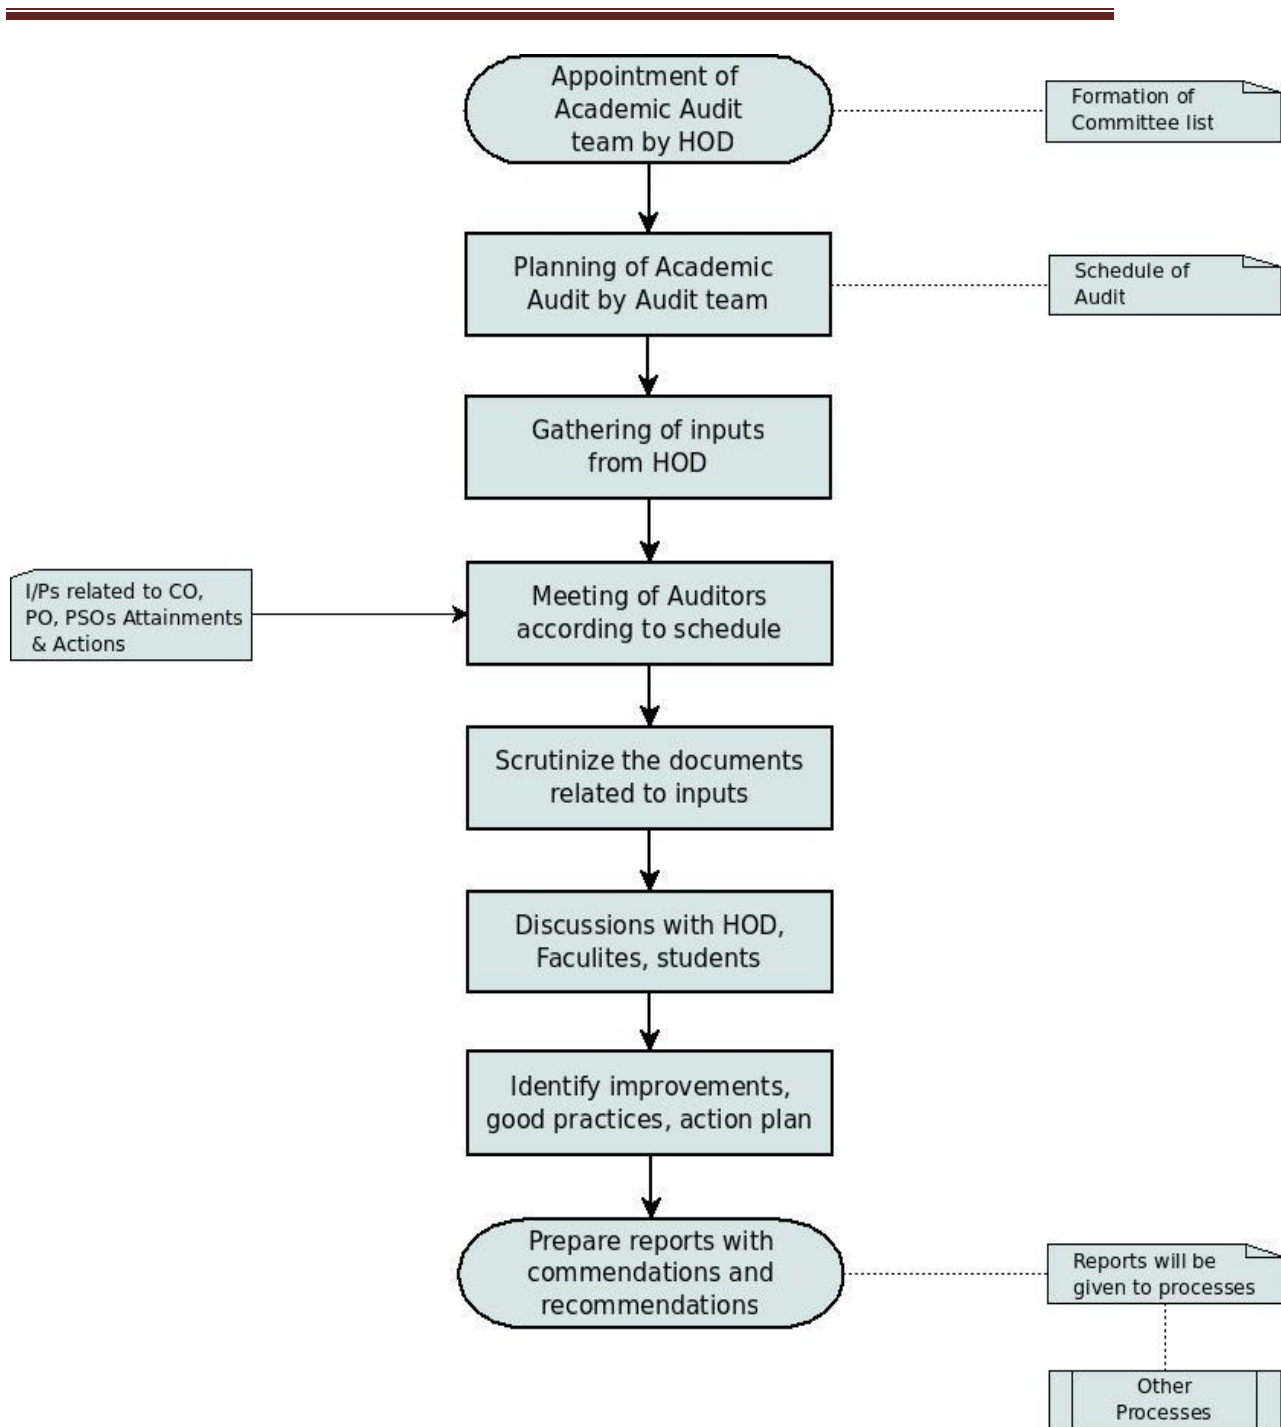 Appointment of
Academic Audit
team by HOD
Formation of
Committee list
Planning of Academic
Audit by Audit team
Schedule of
Audit
Gathering of inputs
from HOD
I/Ps related to CO,
PO, PSOs Attainments
& Actions
Meeting of Auditors
according to schedule
Scrutinize the documents
related to inputs
Discussions with HOD,
Faculites, students
Identify improvements,
good practices, action plan
Prepare reports with
commendations and
recommendations
Reports will be
given to processes
Other
Processes